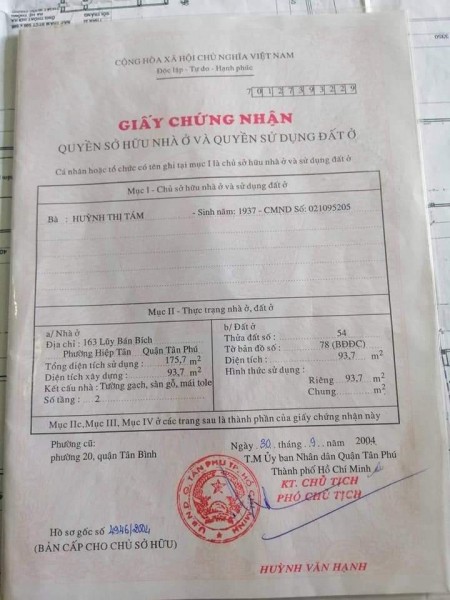 CỘNG HÒA XÃ HỘI CHỦ NGHĨA VIỆT NAM
Độc lập - Tự do - Hạnh phúc
GIẤY CHỨNG NHẬN
QUYỀN SỞ HỮU NHÀ Ở VÀ QUYỀN SỬ DỤNG ĐẤT Ở
Cá nhân hoặc tổ chức có tên ghi tại mục I là chủ sở hữu nhà ở và sử dụng đất ở
Mục I - Chủ sở hữu nhà ở và sử dụng đất ở
Bà : HUỲNH THỊ TÁM - Sinh năm: 1937 - CMND Số: 021095205
Mục II - Thực trạng nhà ở, đất ở
a/ Nhà ở
Địa chỉ : 163 Lũy Bán Bích
Phường Hiệp Tân Quận Tân Phú
Tổng diện tích sử dụng : 175,7 m2
Diện tích xây dựng : 93,7 m2
Kết cấu nhà : Tường gạch, sàn gỗ, mái tole
Số tầng : 2
b/ Đất ở
Thửa đất số: 54
Tờ bản đồ số: 78 (BĐĐC)
Diện tích: 93,7 m2
Hình thức sử dụng:
Riêng 93,7 m2
Chung m2
Mục IIc.Mục III, Mục IV ở các trang sau là thành phần của giấy chứng nhận này
Phường cũ:
phường 20, quận Tân Bình
Ngày 30 tháng 9 năm 2004
T.M Ủy ban Nhân dân Quận Tân Phú
Thành phố Hồ Chí Minh
KT. CHỦ TỊCH
PHÓ CHỦ TỊCH
U.B.N.D Q. TÂN PHÚ T.P. HỒ CHÍ MINH
Hồ sơ gốc số 4946/2004
(BẢN CẤP CHO CHỦ SỞ HỮU)
HUỲNH VĂN HẠNH